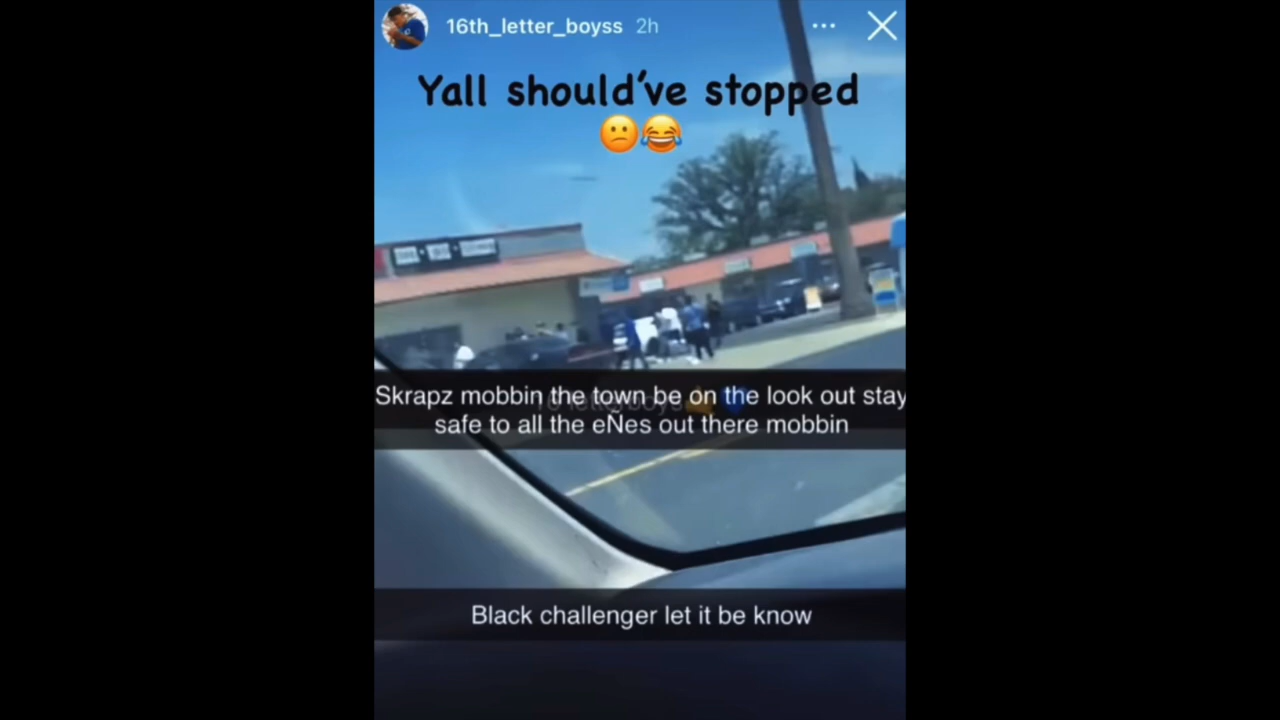 16th_letter_boyss 2h
Yall should've stopped
😕😂
Skrapz mobbin the town be on the look out stay
safe to all the eÑes out there mobbin
Black challenger let it be know